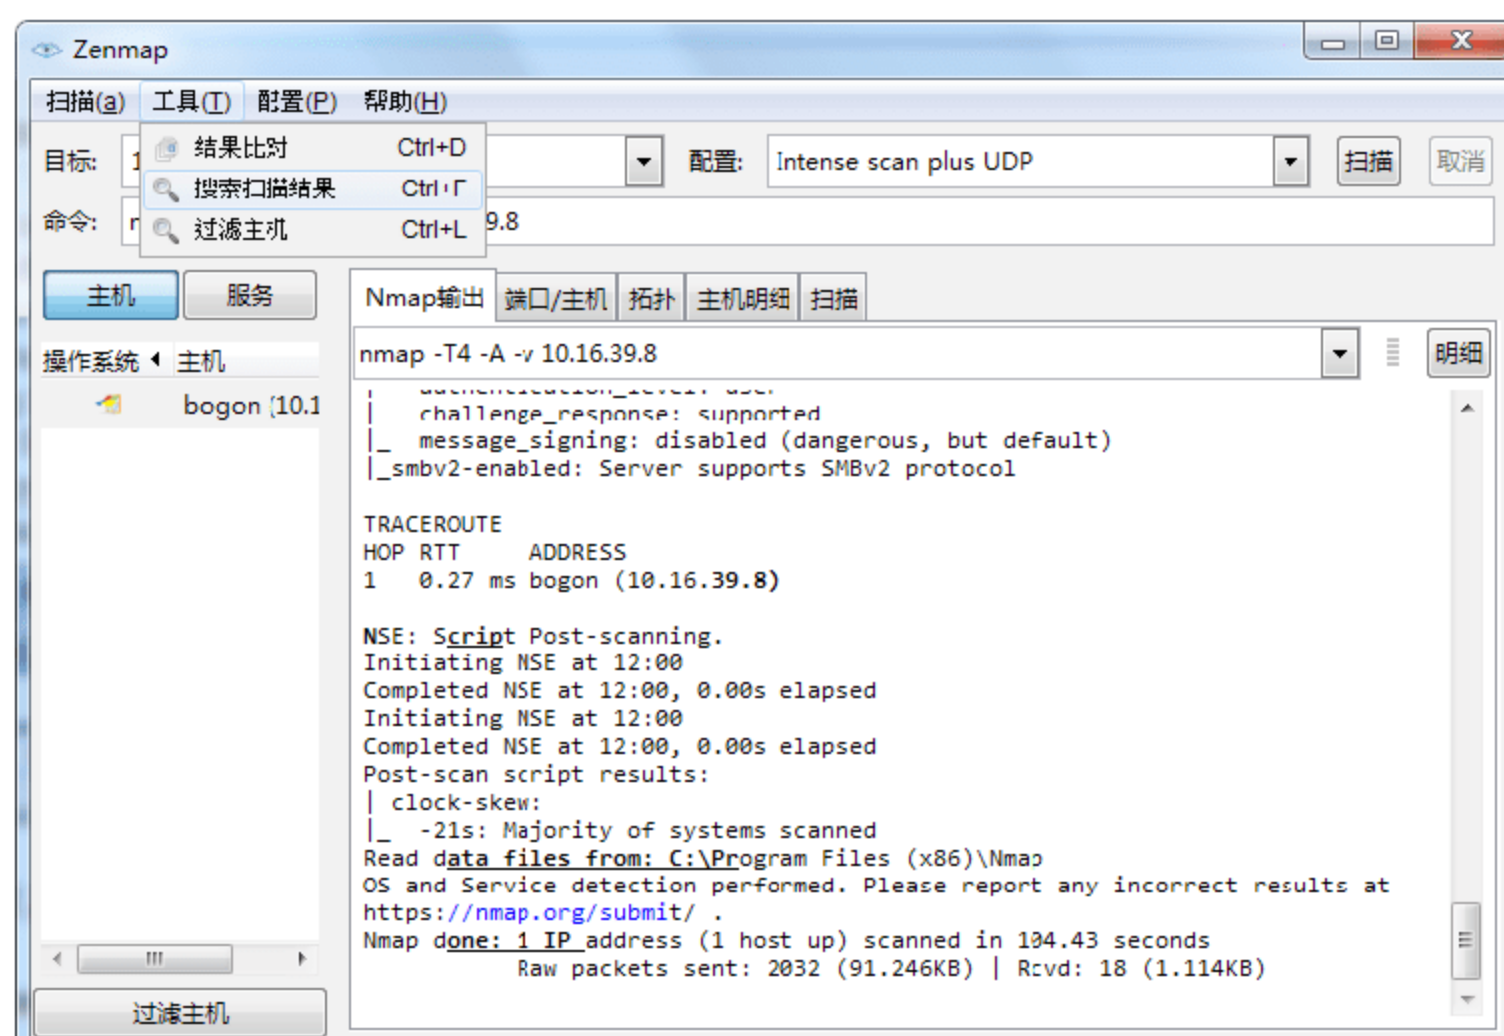 Zenmap
扫描(a) 工具(T) 配置(P) 帮助(H)
目标: 1 配置: Intense scan plus UDP 扫描 取消
结果比对 Ctrl+D
搜索扫描结果
过滤主机 Ctrl+L
命令: 9.8
主机 服务
Nmap输出 端口/主机 拓扑 主机明细 扫描
操作系统 主机
nmap -T4 -A -v 10.16.39.8 明细
bogon (10.1
| authentication_level: user
| challenge_response: supported
|_ message_signing: disabled (dangerous, but default)
|_smbv2-enabled: Server supports SMBv2 protocol
TRACEROUTE
HOP RTT ADDRESS
1 0.27 ms bogon (10.16.39.8)
NSE: Script Post-scanning.
Initiating NSE at 12:00
Completed NSE at 12:00, 0.00s elapsed
Initiating NSE at 12:00
Completed NSE at 12:00, 0.00s elapsed
Post-scan script results:
| clock-skew:
|_ -21s: Majority of systems scanned
Read data files from: C:\Program Files (x86)\Nmap
OS and Service detection performed. Please report any incorrect results at
https://nmap.org/submit/ .
Nmap done: 1 IP address (1 host up) scanned in 104.43 seconds
Raw packets sent: 2032 (91.246KB) | Rcvd: 18 (1.114KB)
过滤主机